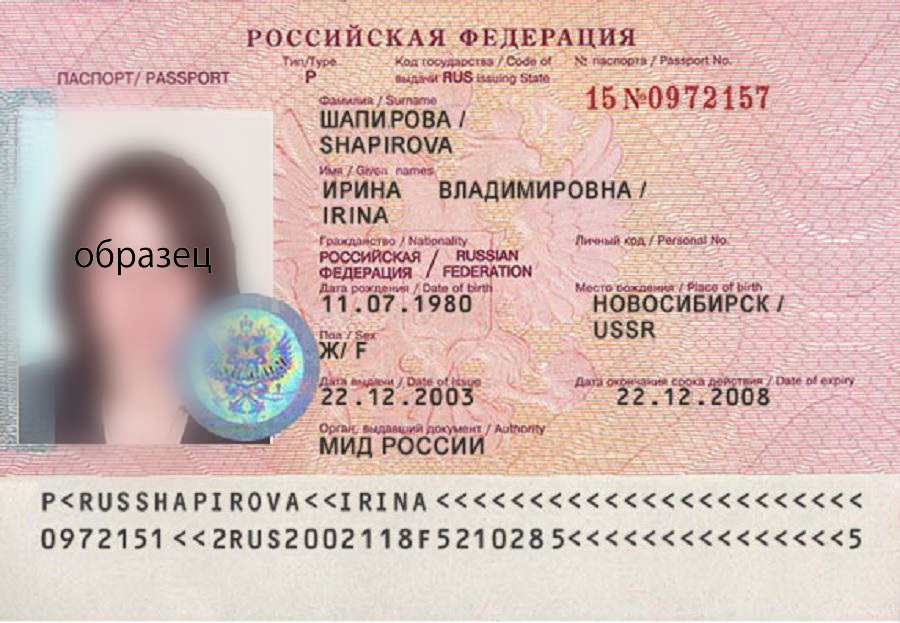 РОССИЙСКАЯ ФЕДЕРАЦИЯ
ПАСПОРТ/ PASSPORT
Тип/Type
P
Код государства / Code of
выдачи RUS issuing State
№ паспорта / Passport No.
15 №0972157
Фамилия / Surname
ШАПИРОВА /
SHAPIROVA
Имя / Given names
ИРИНА ВЛАДИМИРОВНА /
IRINA
Гражданство / Nationality
РОССИЙСКАЯ / RUSSIAN
ФЕДЕРАЦИЯ / FEDERATION
Личный код / Personal No.
Дата рождения / Date of birth
11.07.1980
Место рождения / Place of birth
НОВОСИБИРСК /
USSR
Пол / Sex
Ж/ F
Дата выдачи / Date of issue
22.12.2003
Дата окончания срока действия / Date of expiry
22.12.2008
Орган, выдавший документ / Authority
МИД РОССИИ
образец
P<RUSSHAPIROVA<<IRINA<<<<<<<<<<<<<<<<<<<<<<<
0972151<<2RUS2002118F5210285<<<<<<<<<<<<<<<5